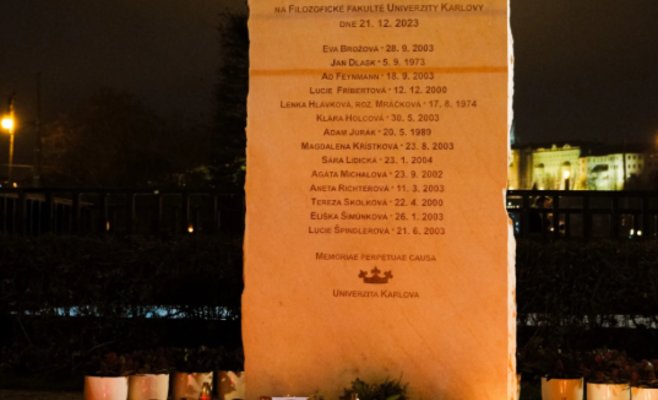 na Filozofické fakultě Univerzity Karlovy
dne 21. 12. 2023
Eva Brožová * 28. 9. 2003
Jan Dlask * 5. 9. 1973
Ao Feynmann * 18. 9. 2003
Lucie Fribertová * 12. 12. 2000
Lenka Hlávková, roz. Mráčková * 17. 6. 1974
Klára Holcová * 30. 5. 2003
Adam Jurák * 20. 5. 1989
Magdalena Křístková * 23. 8. 2003
Sára Lidická * 23. 1. 2004
Agáta Michalová * 23. 9. 2002
Aneta Richterová * 11. 3. 2003
Tereza Skolková * 22. 4. 2000
Eliška Šimůnková * 26. 1. 2003
Lucie Špindlerová * 21. 6. 2003
Memoriae perpetuae causa
Univerzita Karlova